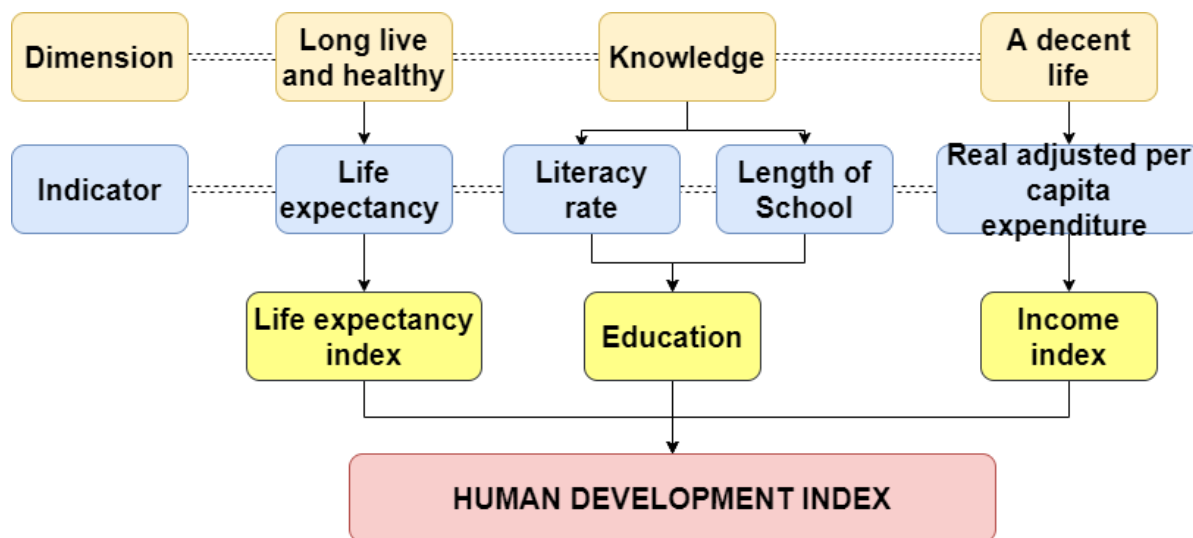 Dimension
Long live
and healthy
Knowledge
A decent
life
Indicator
Life
expectancy
Literacy
rate
Length of
School
Real adjusted per
capita
expenditure
Life expectancy
index
Education
Income
index
HUMAN DEVELOPMENT INDEX